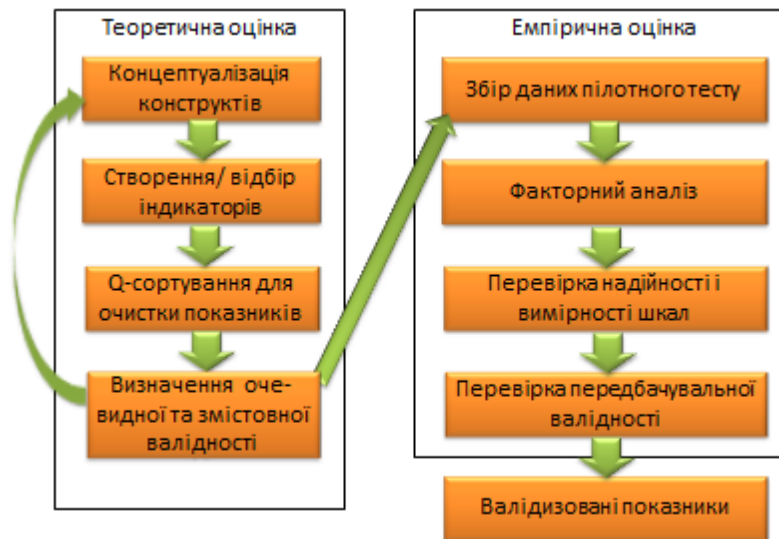 Теоретична оцінка
Концептуалізація
конструктів
Створення/ відбір
індикаторів
Q-сортування для
очистки показників
Визначення оче-
видної та змістовної
валідності
Емпірична оцінка
Збір даних пілотного тесту
Факторний аналіз
Перевірка надійності і
вимірності шкал
Перевірка передбачувальної
валідності
Валидизовані показники